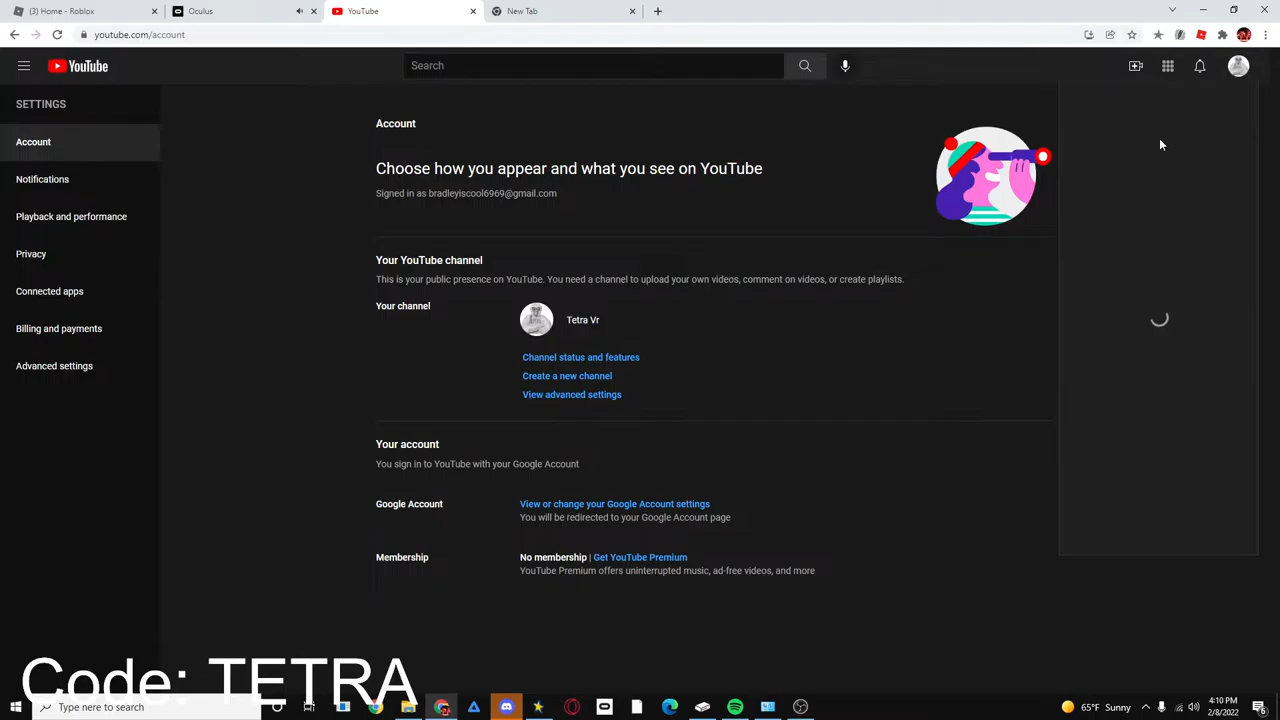 (3) Home - Roblox
Oculus
YouTube
New Tab
youtube.com/account
YouTube
Search
SETTINGS
Account
Notifications
Playback and performance
Privacy
Connected apps
Billing and payments
Advanced settings
Account
Choose how you appear and what you see on YouTube
Signed in as bradleyiscool6969@gmail.com
Your YouTube channel
This is your public presence on YouTube. You need a channel to upload your own videos, comment on videos, or create playlists.
Your channel
Tetra Vr
Channel status and features
Create a new channel
View advanced settings
Your account
You sign in to YouTube with your Google Account
Google Account
View or change your Google Account settings
You will be redirected to your Google Account page
Membership
No membership | Get YouTube Premium
YouTube Premium offers uninterrupted music, ad-free videos, and more
Code: TETRA
Type here to search
65°F Sunny
4:10 PM
2/8/2022